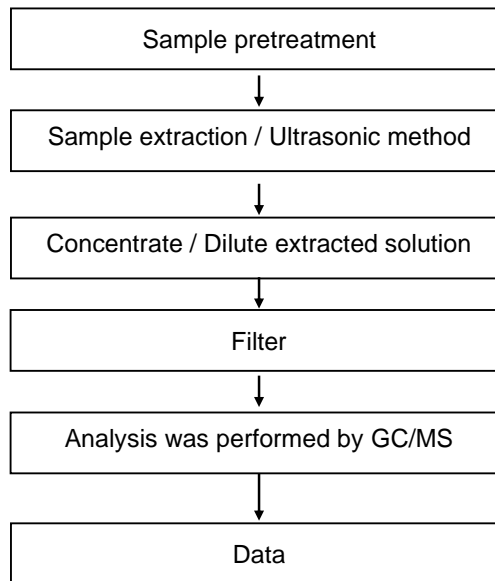 Sample pretreatment
Sample extraction / Ultrasonic method
Concentrate / Dilute extracted solution
Filter
Analysis was performed by GC/MS
Data